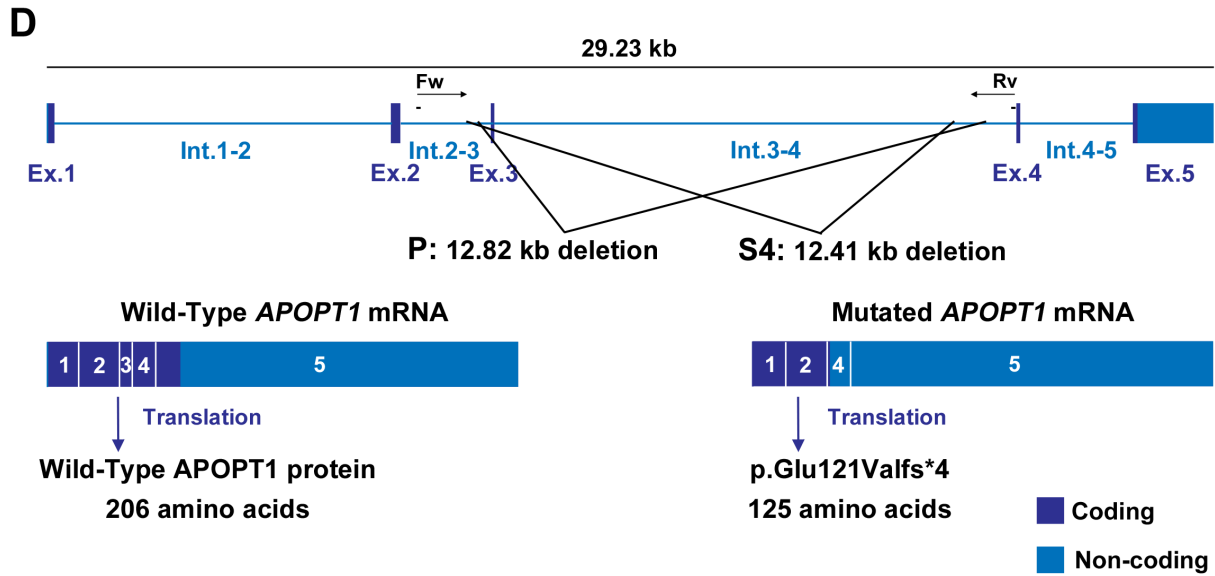 D
29.23 kb
Fw
Rv
-
-
Int.1-2
Int.2-3
Int.3-4
Int.4-5
Ex.1
Ex.2
Ex.3
Ex.4
Ex.5
P: 12.82 kb deletion
S4: 12.41 kb deletion
Wild-Type APOPT1 mRNA
Mutated APOPT1 mRNA
1 2 3 4 5
1 2 4 5
Translation
Translation
Wild-Type APOPT1 protein
206 amino acids
p.Glu121Valfs*4
125 amino acids
Coding
Non-coding